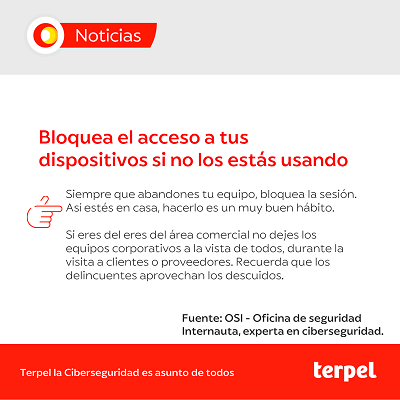 Noticias
Bloquea el acceso a tus
dispositivos si no los estás usando
Siempre que abandones tu equipo, bloquea la sesión.
Asi estés en casa, hacerlo es un muy buen hábito.
Si eres del eres del área comercial no dejes los
equipos corporativos a la vista de todos, durante la
visita a clientes o proveedores. Recuerda que los
delincuentes aprovechan los descuidos.
Fuente: OSI - Oficina de seguridad
Internauta, experta en ciberseguridad.
Terpel la Ciberseguridad es asunto de todos
terpel